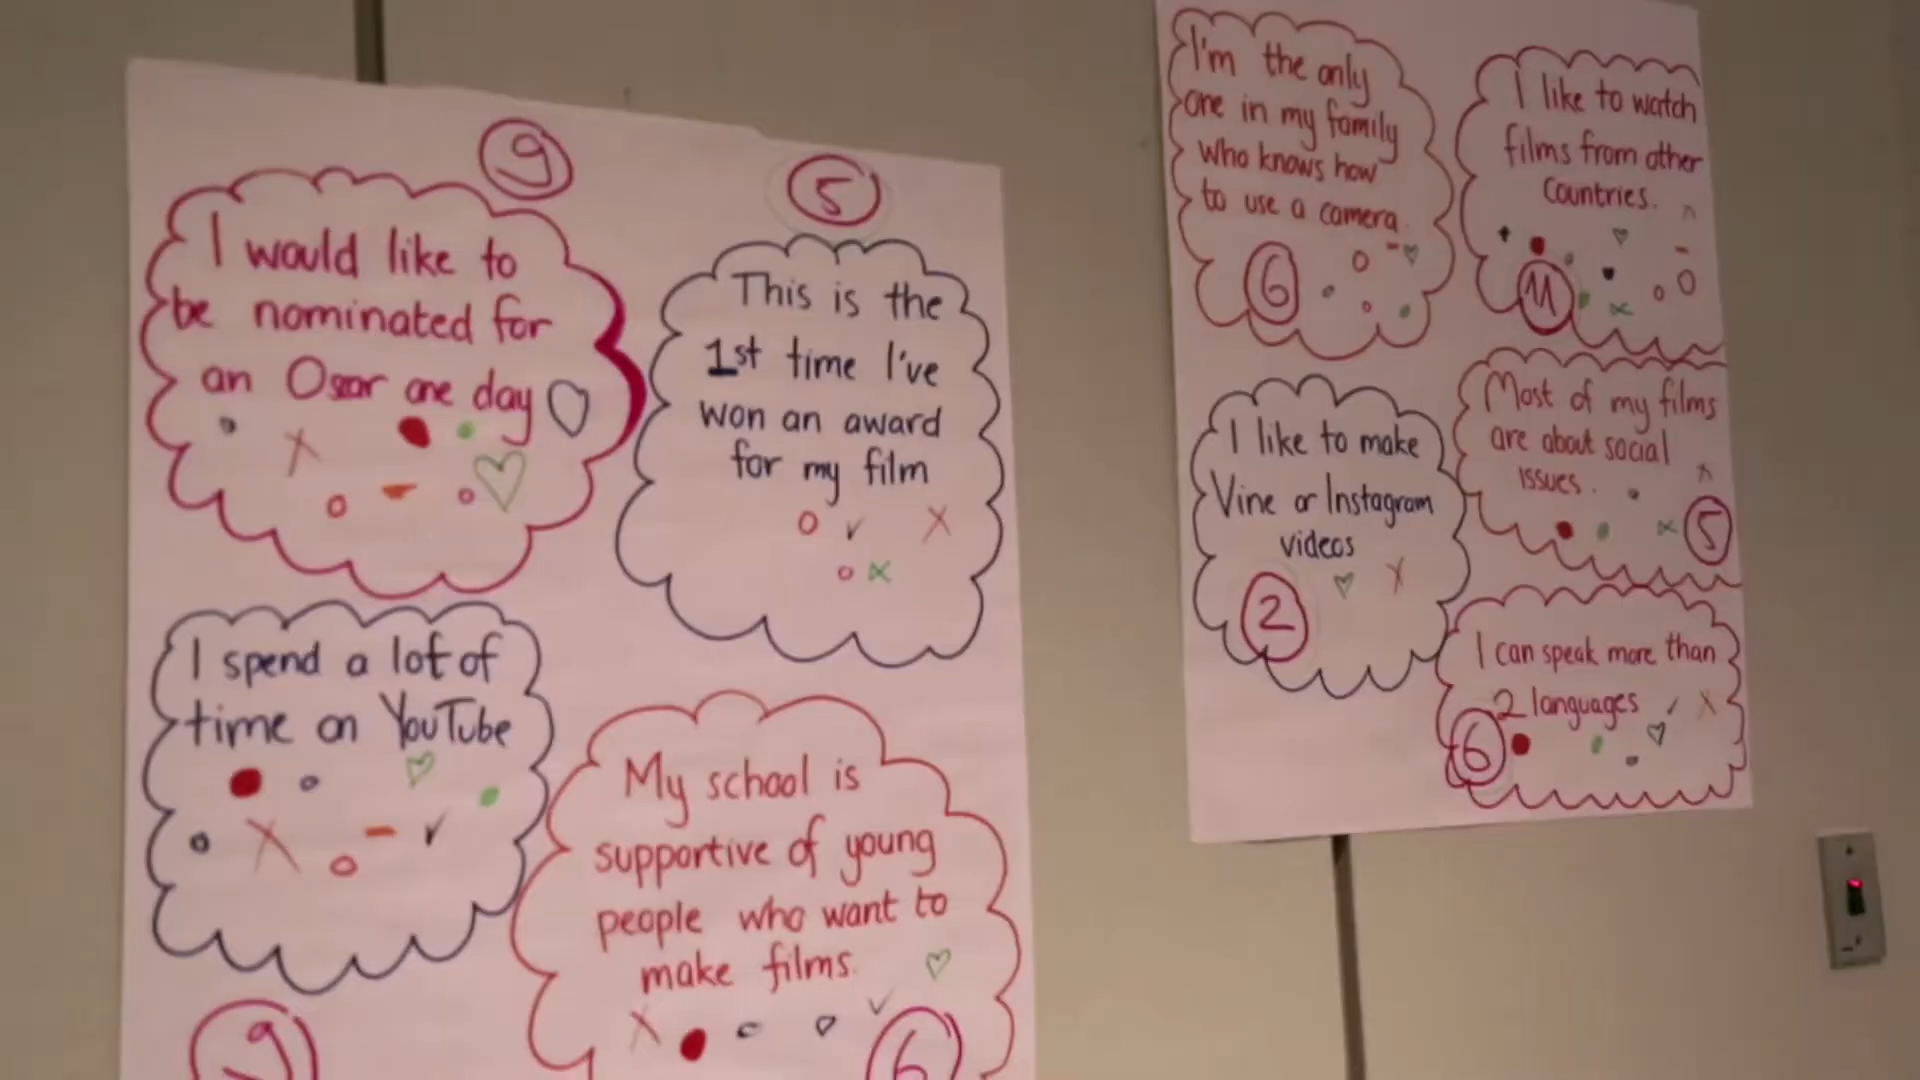 9
I would like to
be nominated for
an Oscar one day
5
This is the
1st time I've
won an award
for my film
I spend a lot of
time on YouTube
9
My school is
supportive of young
people who want to
make films.
6
I'm the only
one in my family
who knows how
to use a camera.
6
I like to watch
films from other
Countries.
11
I like to make
Vine or Instagram
videos
2
Most of my films
are about social
issues.
5
I can speak more than
2 languages
6